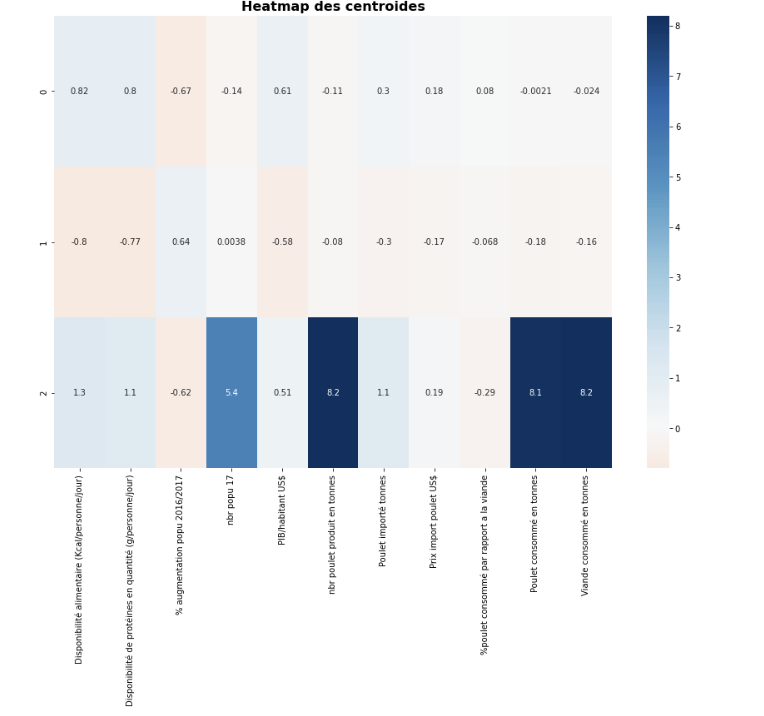 Heatmap des centroides
0 0.82 0.8 -0.67 -0.14 0.61 -0.11 0.3 0.18 0.08 -0.0021 -0.024
1 -0.8 -0.77 0.64 0.0038 -0.58 -0.08 -0.3 -0.17 -0.068 -0.18 -0.16
2 1.3 1.1 -0.62 5.4 0.51 8.2 1.1 0.19 -0.29 8.1 8.2
Disponibilité alimentaire (Kcal/personne/jour)
Disponibilité de protéines en quantité (g/personne/jour)
% augmentation popu 2016/2017
nbr popu 17
PIB/habitant US$
nbr poulet produit en tonnes
Poulet importé tonnes
Prix import poulet US$
%poulet consommé par rapport a la viande
Poulet consommé en tonnes
Viande consommé en tonnes
8
7
6
5
4
3
2
1
0